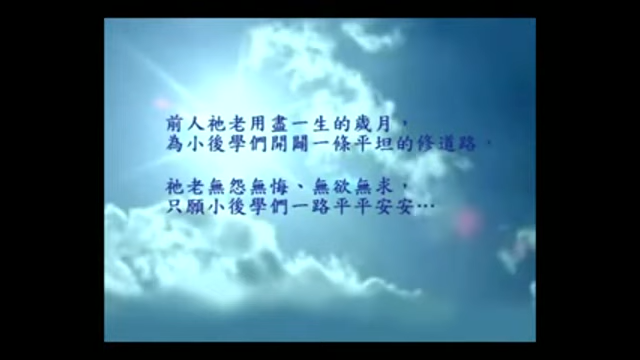 前人祂老用盡一生的歲月，
為小後學們開闢一條平坦的修道路，
祂老無怨無悔、無欲無求，
只願小後學們一路平平安安…